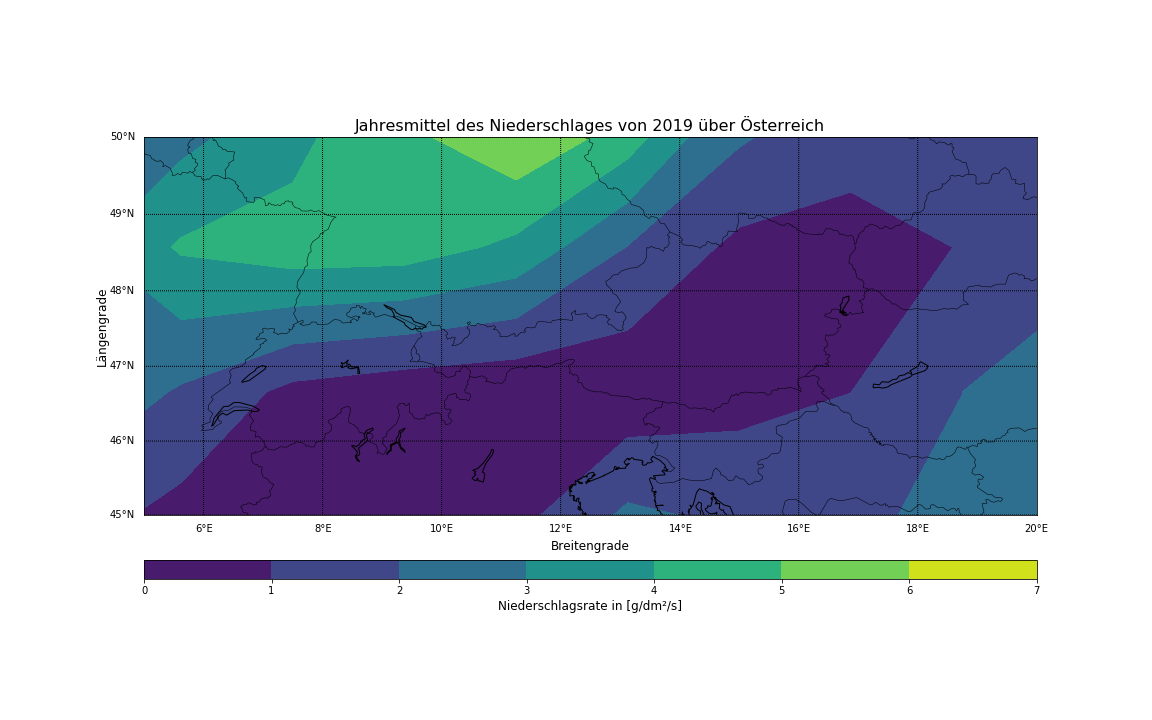 Jahresmittel des Niederschlages von 2019 über Österreich
50°N
49°N
48°N
47°N
46°N
45°N
Längengrade
6°E 8°E 10°E 12°E 14°E 16°E 18°E 20°E
Breitengrade
0 1 2 3 4 5 6 7
Niederschlagsrate in [g/dm²/s]